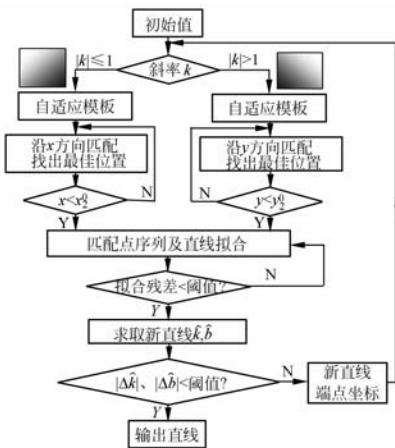 初始值
|k|≤1
斜率 k
|k|>1
自适应模板
自适应模板
沿x方向匹配
找出最佳位置
沿y方向匹配
找出最佳位置
x<x₂⁰
N
N
y<y₂⁰
Y
Y
匹配点序列及直线拟合
拟合残差<阈值?
N
Y
求取新直线k̂,b̂
|Δk̂|、|Δb̂|<阈值?
N
新直线
端点坐标
Y
输出直线